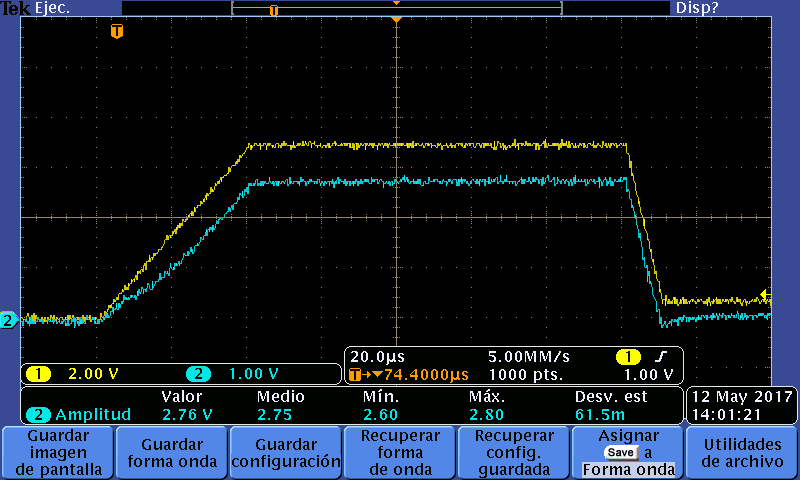 Tek Ejec. Disp?
T
T
2
20.0µs 5.00MM/s 1
1 2.00 V 2 1.00 V T→▼74.4000µs 1000 pts. 1.00 V
Valor Medio Mín. Máx. Desv. est
2 Amplitud 2.76 V 2.75 2.60 2.80 61.5m
12 May 2017
14:01:21
Guardar
imagen
de pantalla
Guardar
forma onda
Guardar
configuración
Recuperar
forma
de onda
Recuperar
config.
guardada
Asignar
Save a
Forma onda
Utilidades
de archivo